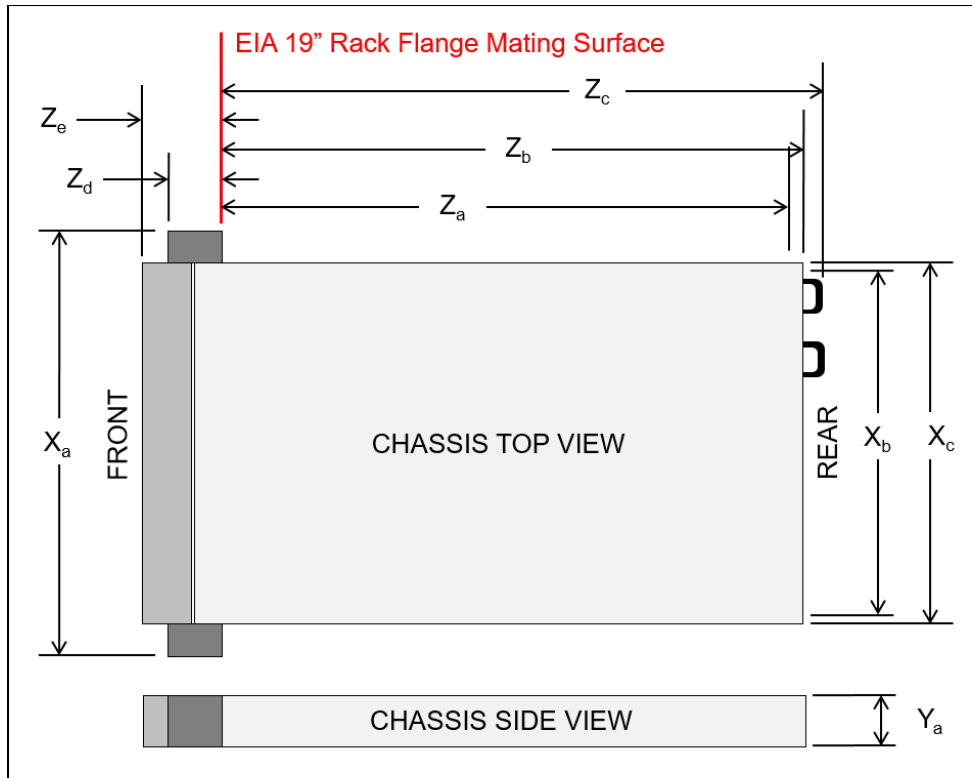 EIA 19” Rack Flange Mating Surface
Zc
Ze
Zb
Zd
Za
Xa
FRONT
CHASSIS TOP VIEW
REAR
Xb
Xc
CHASSIS SIDE VIEW
Ya